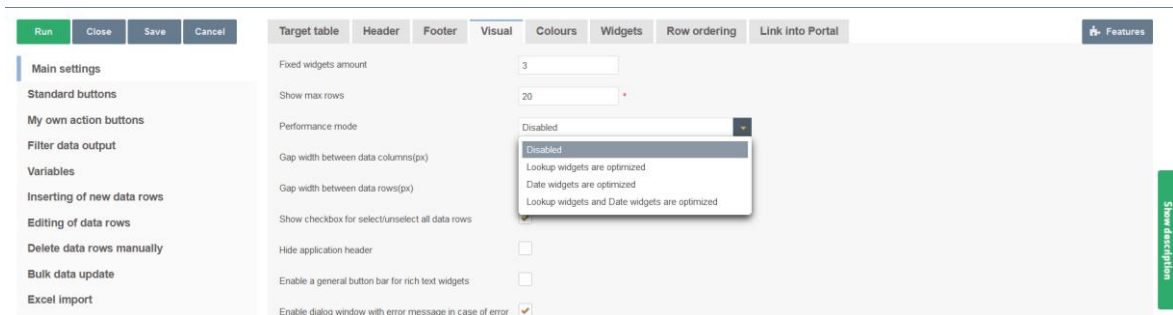 Run Close Save Cancel
Target table Header Footer Visual Colours Widgets Row ordering Link into Portal
Features
Main settings
Standard buttons
My own action buttons
Filter data output
Variables
Inserting of new data rows
Editing of data rows
Delete data rows manually
Bulk data update
Excel import
Fixed widgets amount 3
Show max rows 20 *
Performance mode Disabled
Disabled
Lookup widgets are optimized
Date widgets are optimized
Lookup widgets and Date widgets are optimized
Gap width between data columns(px)
Gap width between data rows(px)
Show checkbox for select/unselect all data rows
Hide application header
Enable a general button bar for rich text widgets
Enable dialog window with error message in case of error
Show description